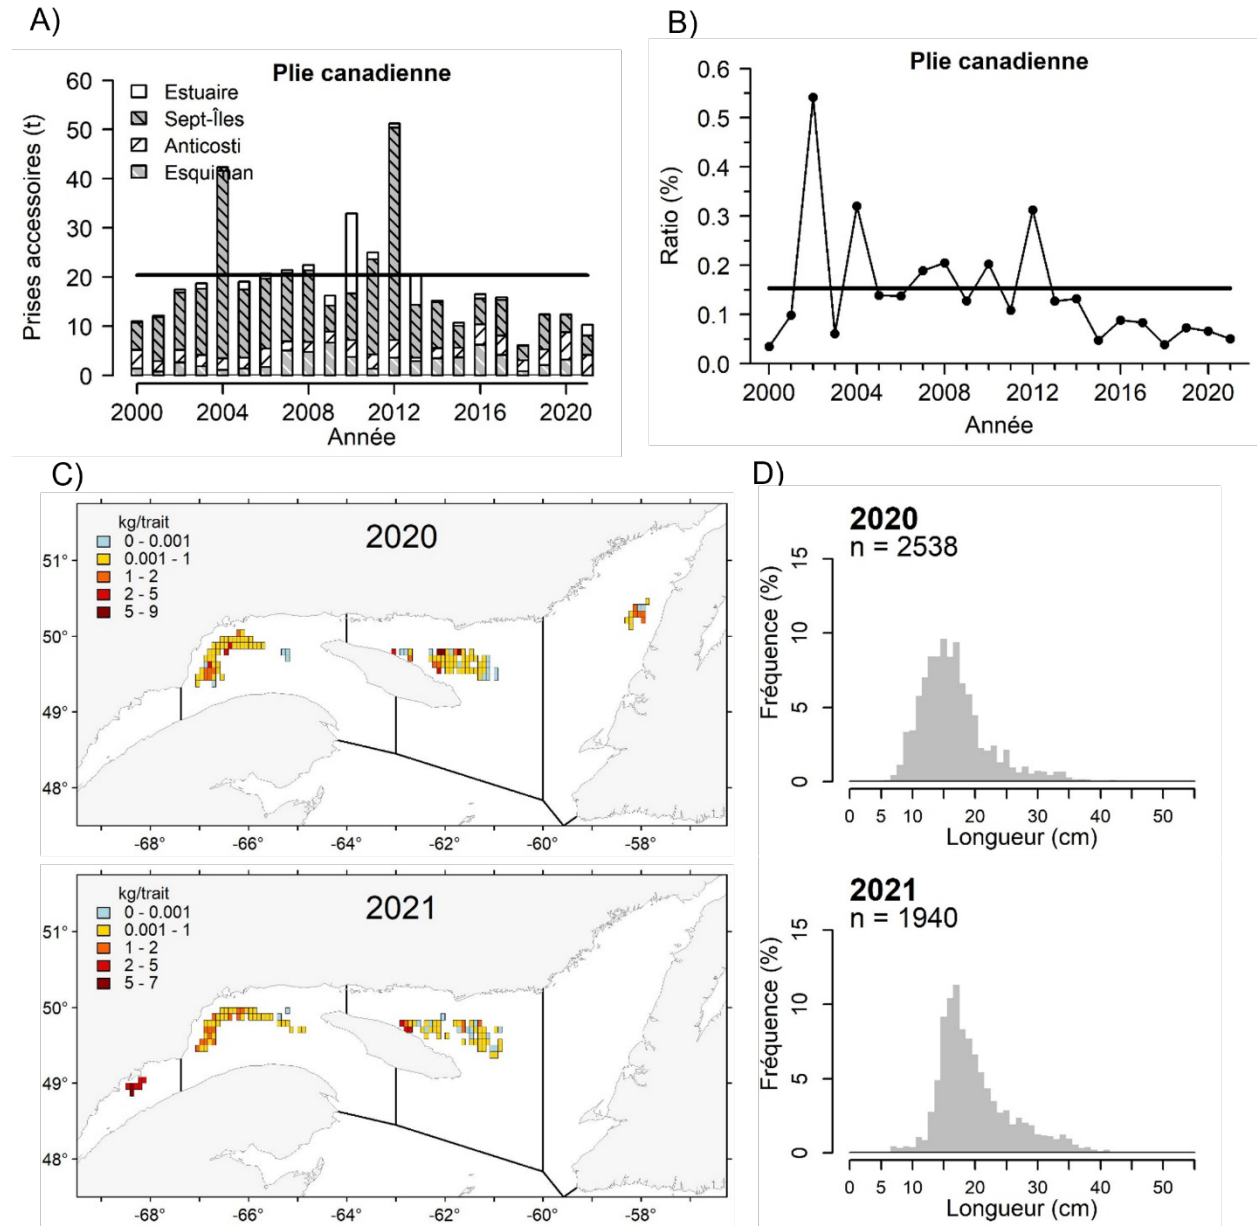 A)
Plie canadienne
Prises accessoires (t)
60
50
40
30
20
10
0
Estuaire
Sept-Îles
Anticosti
Esquiman
2000
2004
2008
2012
2016
2020
Année
B)
Plie canadienne
Ratio (%)
0.6
0.5
0.4
0.3
0.2
0.1
0.0
2000
2004
2008
2012
2016
2020
Année
C)
2020
kg/trait
0 - 0.001
0.001 - 1
1 - 2
2 - 5
5 - 9
51°
50°
49°
48°
-68°
-66°
-64°
-62°
-60°
-58°
2021
kg/trait
0 - 0.001
0.001 - 1
1 - 2
2 - 5
5 - 7
51°
50°
49°
48°
-68°
-66°
-64°
-62°
-60°
-58°
D)
2020
n = 2538
Fréquence (%)
15
10
5
0
0 5 10 20 30 40 50
Longueur (cm)
2021
n = 1940
Fréquence (%)
15
10
5
0
0 5 10 20 30 40 50
Longueur (cm)